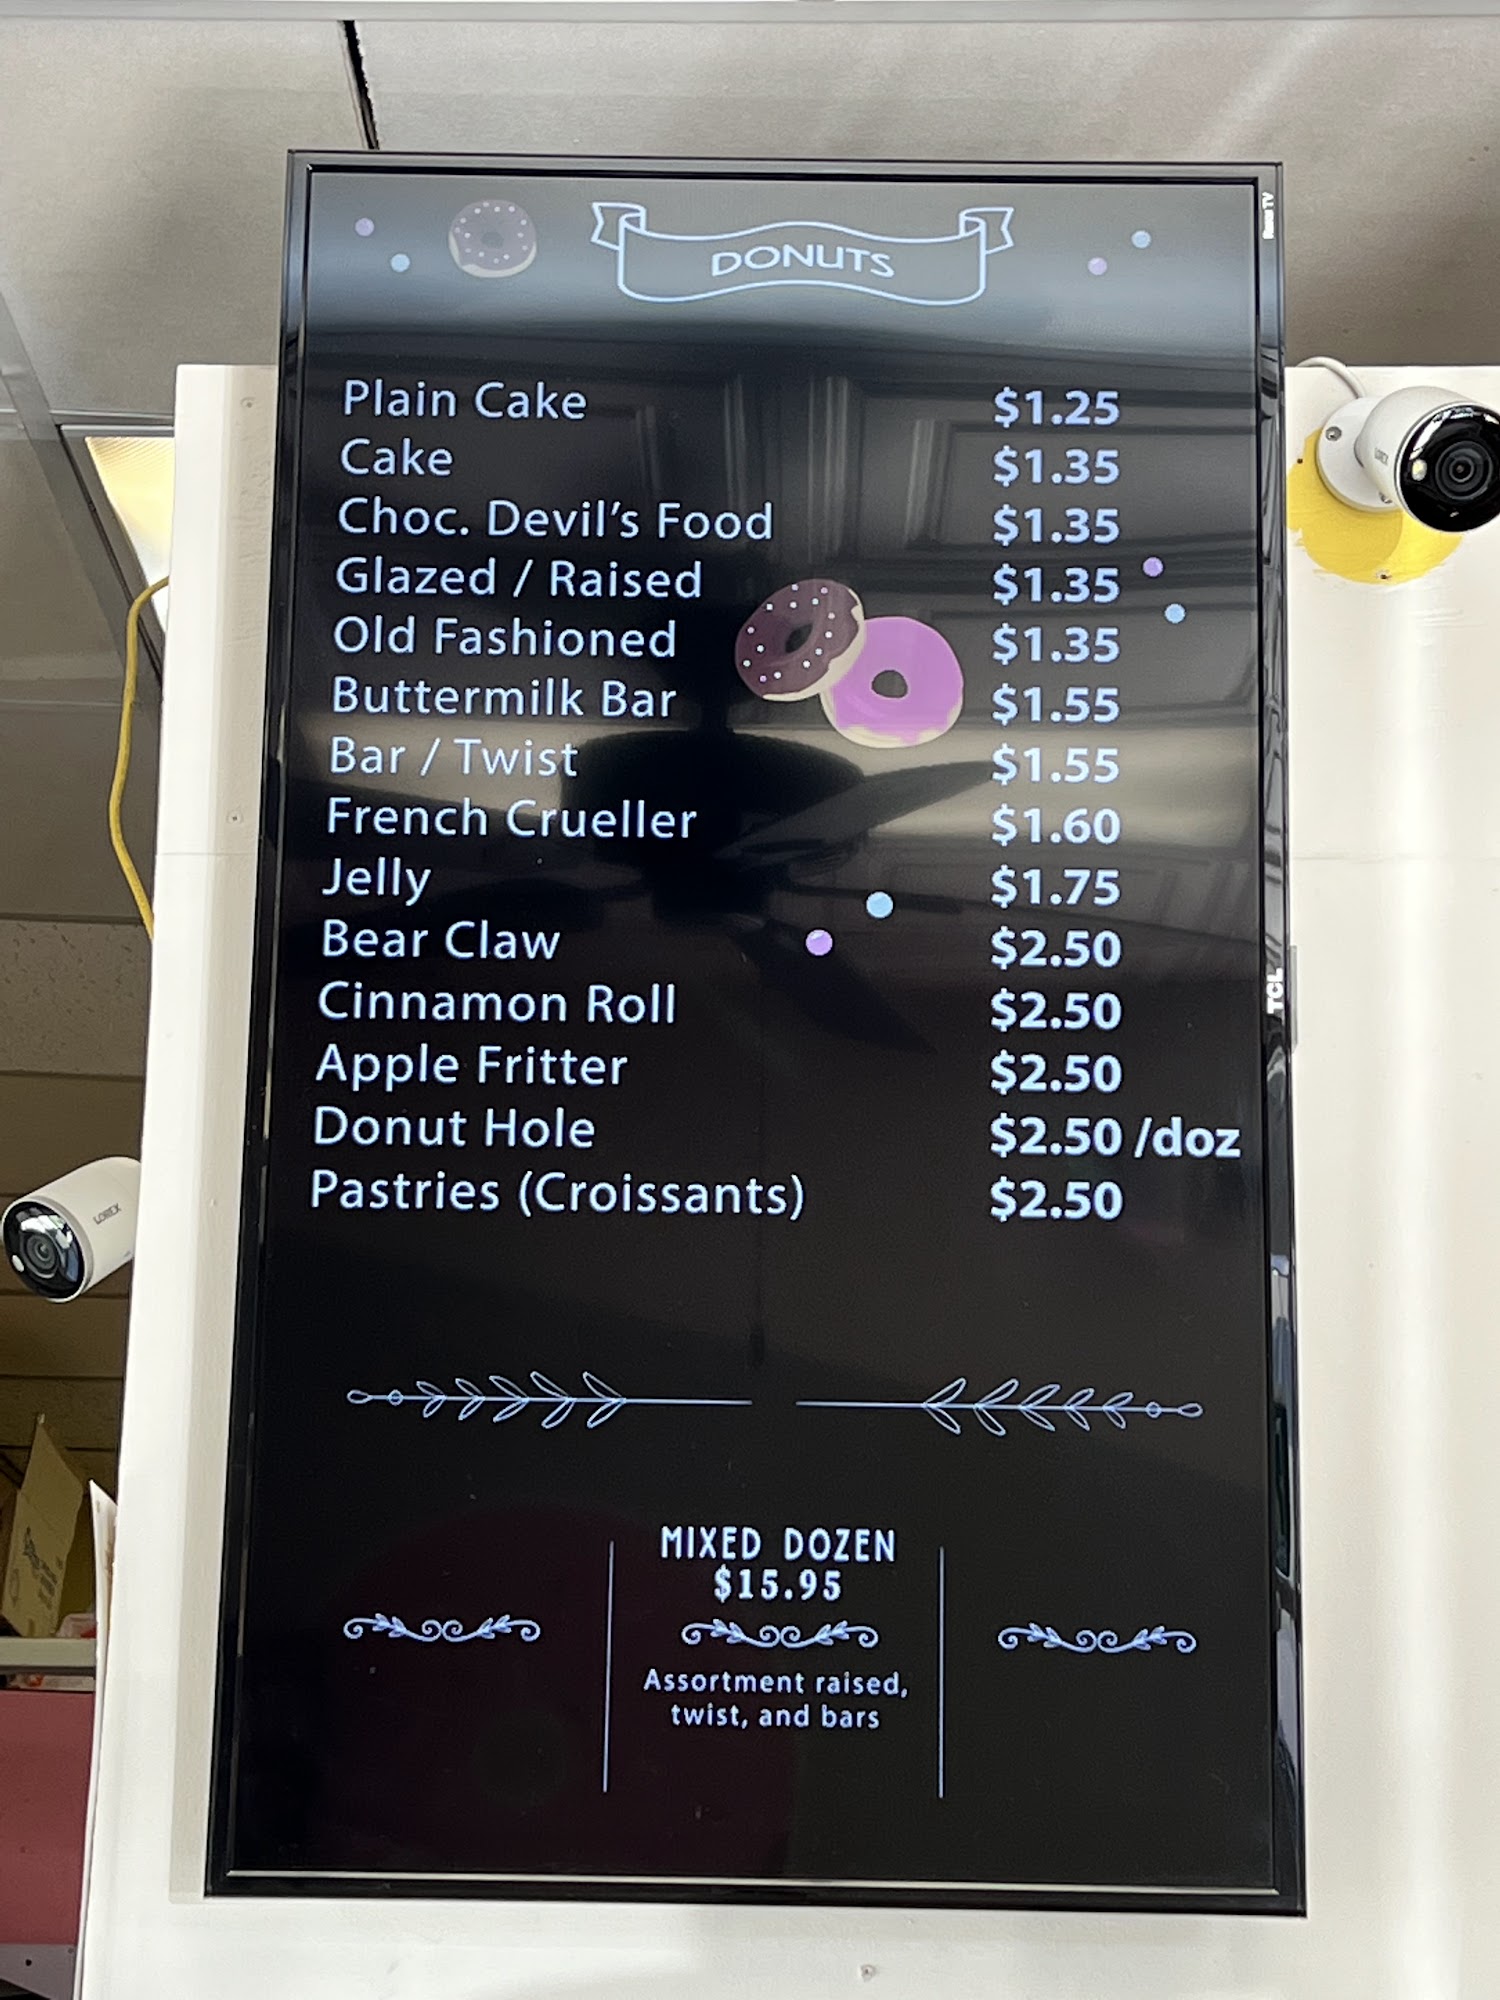 DONUTS
Plain Cake $1.25
Cake $1.35
Choc. Devil's Food $1.35
Glazed / Raised $1.35
Old Fashioned $1.35
Buttermilk Bar $1.55
Bar / Twist $1.55
French Crueller $1.60
Jelly $1.75
Bear Claw $2.50
Cinnamon Roll $2.50
Apple Fritter $2.50
Donut Hole $2.50 /doz
Pastries (Croissants) $2.50
MIXED DOZEN
$15.95
Assortment raised,
twist, and bars
Roku TV
TCL
LOREX
LOREX